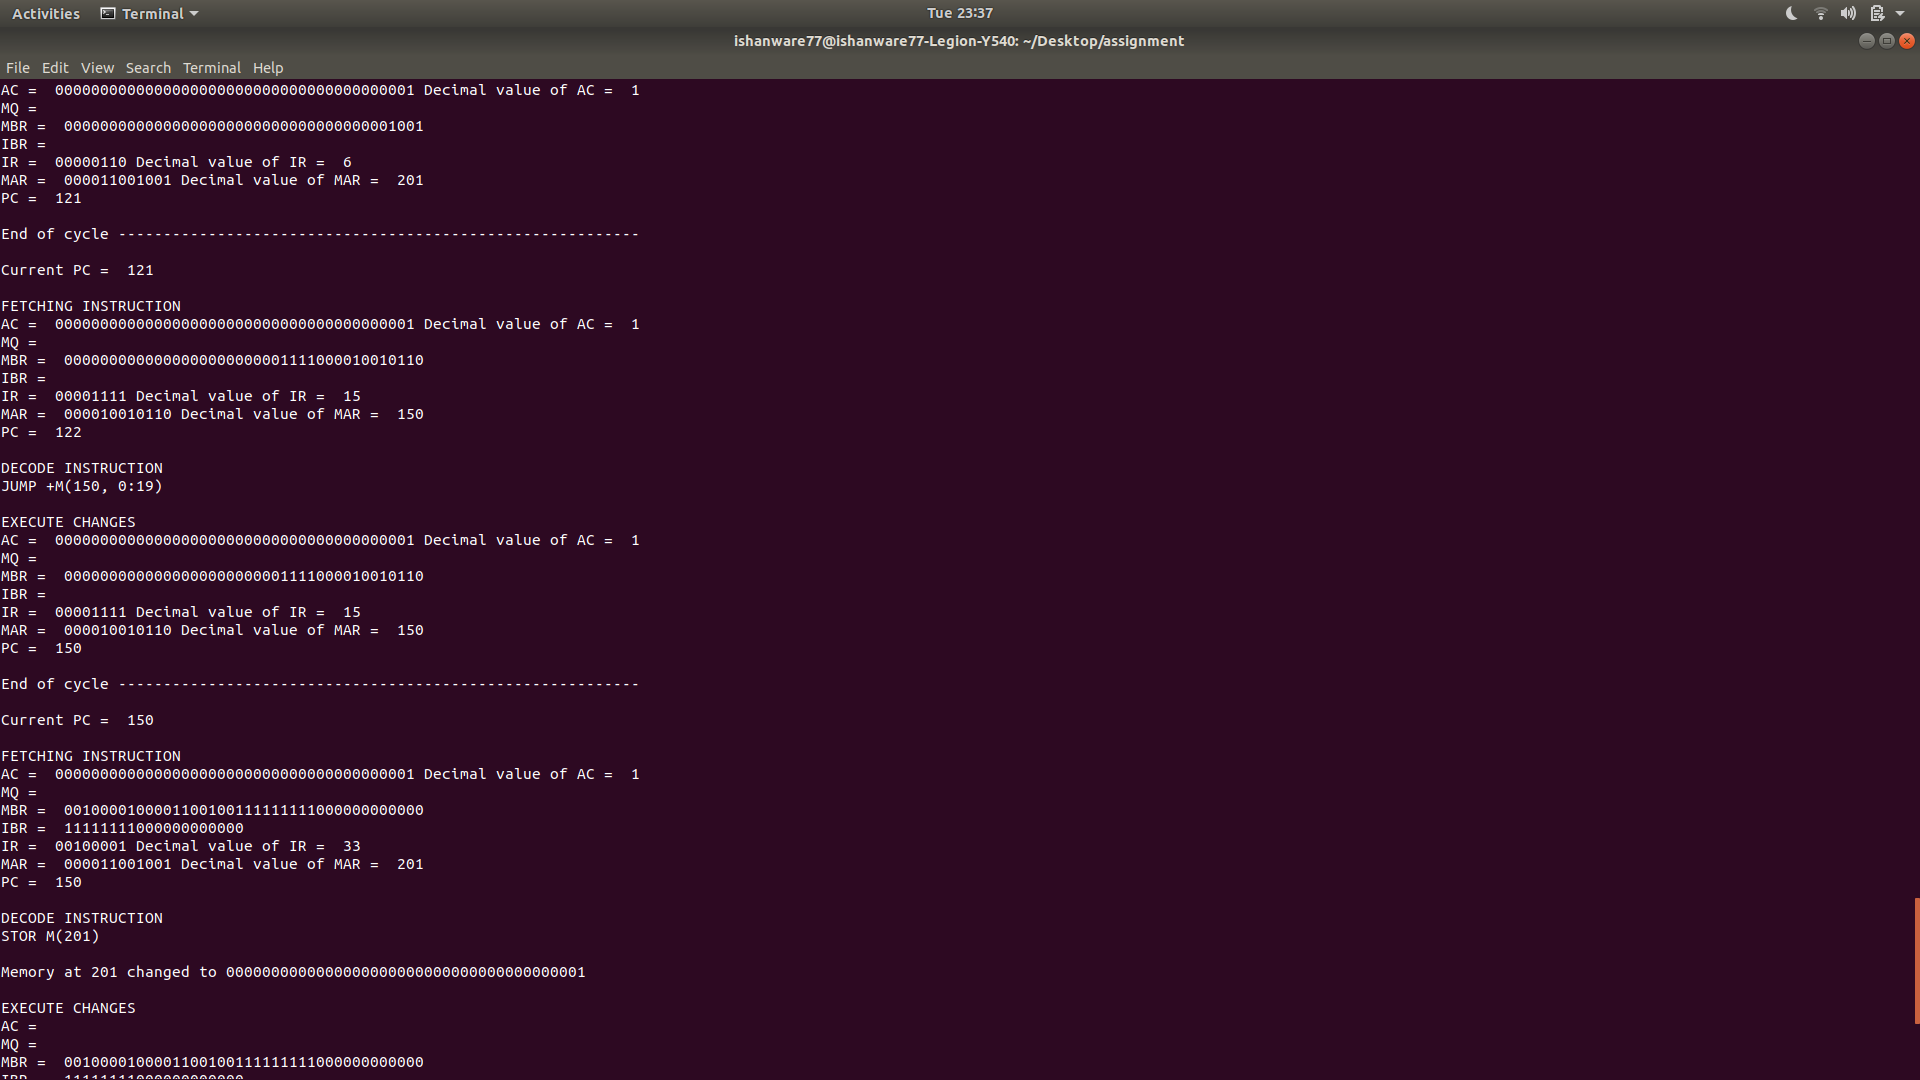 Activities Terminal Tue 23:37
ishanware77@ishanware77-Legion-Y540: ~/Desktop/assignment
File Edit View Search Terminal Help
AC =  0000000000000000000000000000000000000001 Decimal value of AC =  1
MQ =
MBR =  0000000000000000000000000000000000001001
IBR =
IR =  00000110 Decimal value of IR =  6
MAR =  000011001001 Decimal value of MAR =  201
PC =  121
End of cycle ----------------------------------------------------------
Current PC =  121
FETCHING INSTRUCTION
AC =  0000000000000000000000000000000000000001 Decimal value of AC =  1
MQ =
MBR =  0000000000000000000000001111000010010110
IBR =
IR =  00001111 Decimal value of IR =  15
MAR =  000010010110 Decimal value of MAR =  150
PC =  122
DECODE INSTRUCTION
JUMP +M(150, 0:19)
EXECUTE CHANGES
AC =  0000000000000000000000000000000000000001 Decimal value of AC =  1
MQ =
MBR =  0000000000000000000000001111000010010110
IBR =
IR =  00001111 Decimal value of IR =  15
MAR =  000010010110 Decimal value of MAR =  150
PC =  150
End of cycle ----------------------------------------------------------
Current PC =  150
FETCHING INSTRUCTION
AC =  0000000000000000000000000000000000000001 Decimal value of AC =  1
MQ =
MBR =  0010000100001100100111111111000000000000
IBR =  11111111000000000000
IR =  00100001 Decimal value of IR =  33
MAR =  000011001001 Decimal value of MAR =  201
PC =  150
DECODE INSTRUCTION
STOR M(201)
Memory at 201 changed to 0000000000000000000000000000000000000001
EXECUTE CHANGES
AC =
MQ =
MBR =  0010000100001100100111111111000000000000
IBR =  11111111000000000000